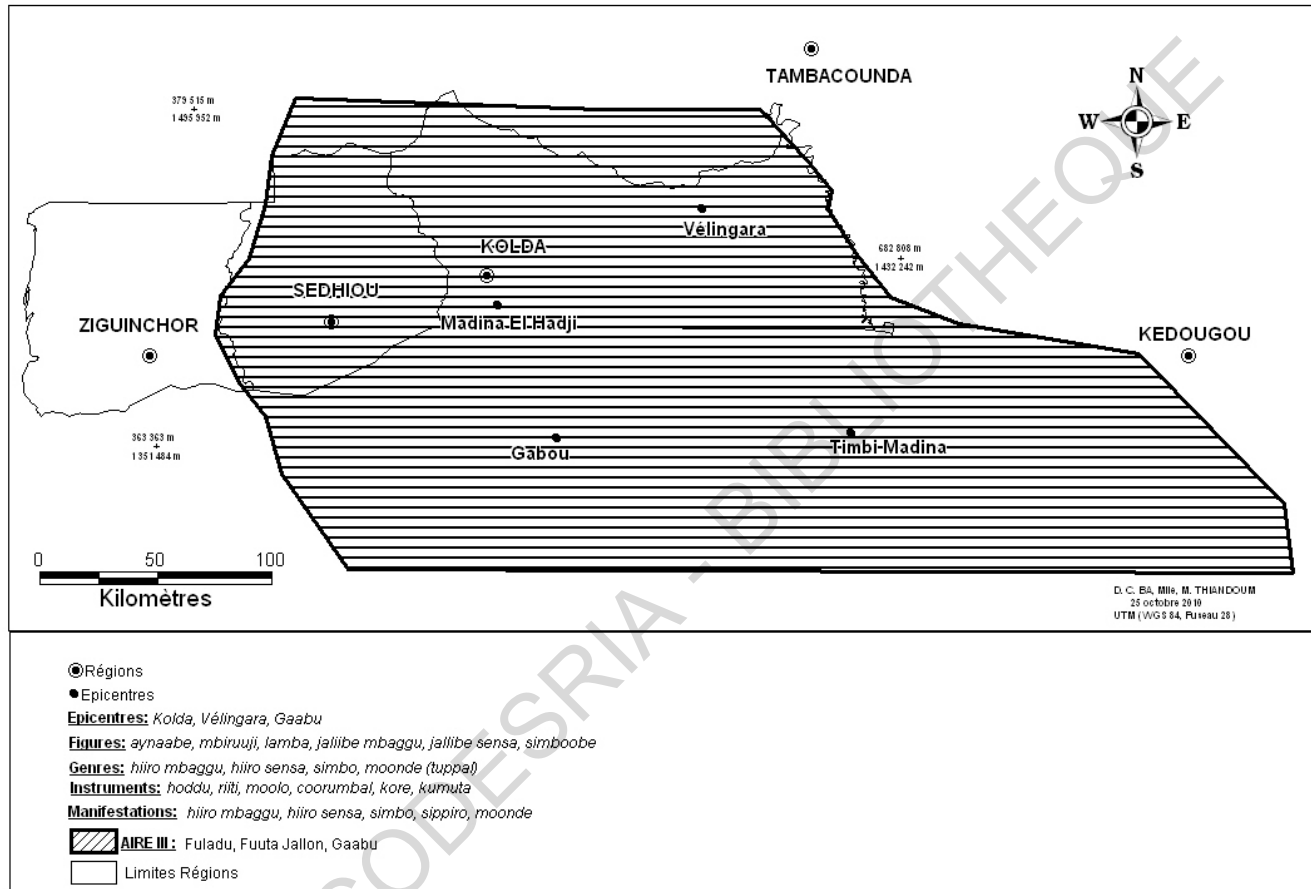 TAMBACOUNDA
N
W E
S
379 515 m
+
1 495 952 m
Vélingara
KOLDA
682 808 m
+
1 432 242 m
SEDHIOU
Madina El-Hadji
ZIGUINCHOR
KEDOUGOU
363 363 m
+
1 351 484 m
Gabou
Timbi-Madina
0 50 100
Kilomètres
D. C. BA, Mlle, M. THIANDOUM
25 octobre 2010
UTM (WGS 84, Fuseau 28)
Régions
Epicentres
Epicentres: Kolda, Vélingara, Gaabu
Figures: aynaabe, mbiruuji, lamba, jaliibe mbaggu, jallibe sensa, simboobe
Genres: hiiro mbaggu, hiiro sensa, simbo, moonde (tuppal)
Instruments: hoddu, riiti, moolo, coorumbal, kore, kumuta
Manifestations: hiiro mbaggu, hiiro sensa, simbo, sippiro, moonde
AIRE III : Fuladu, Fuuta Jallon, Gaabu
Limites Régions
CODESRIA - BIBLIOTHEQUE